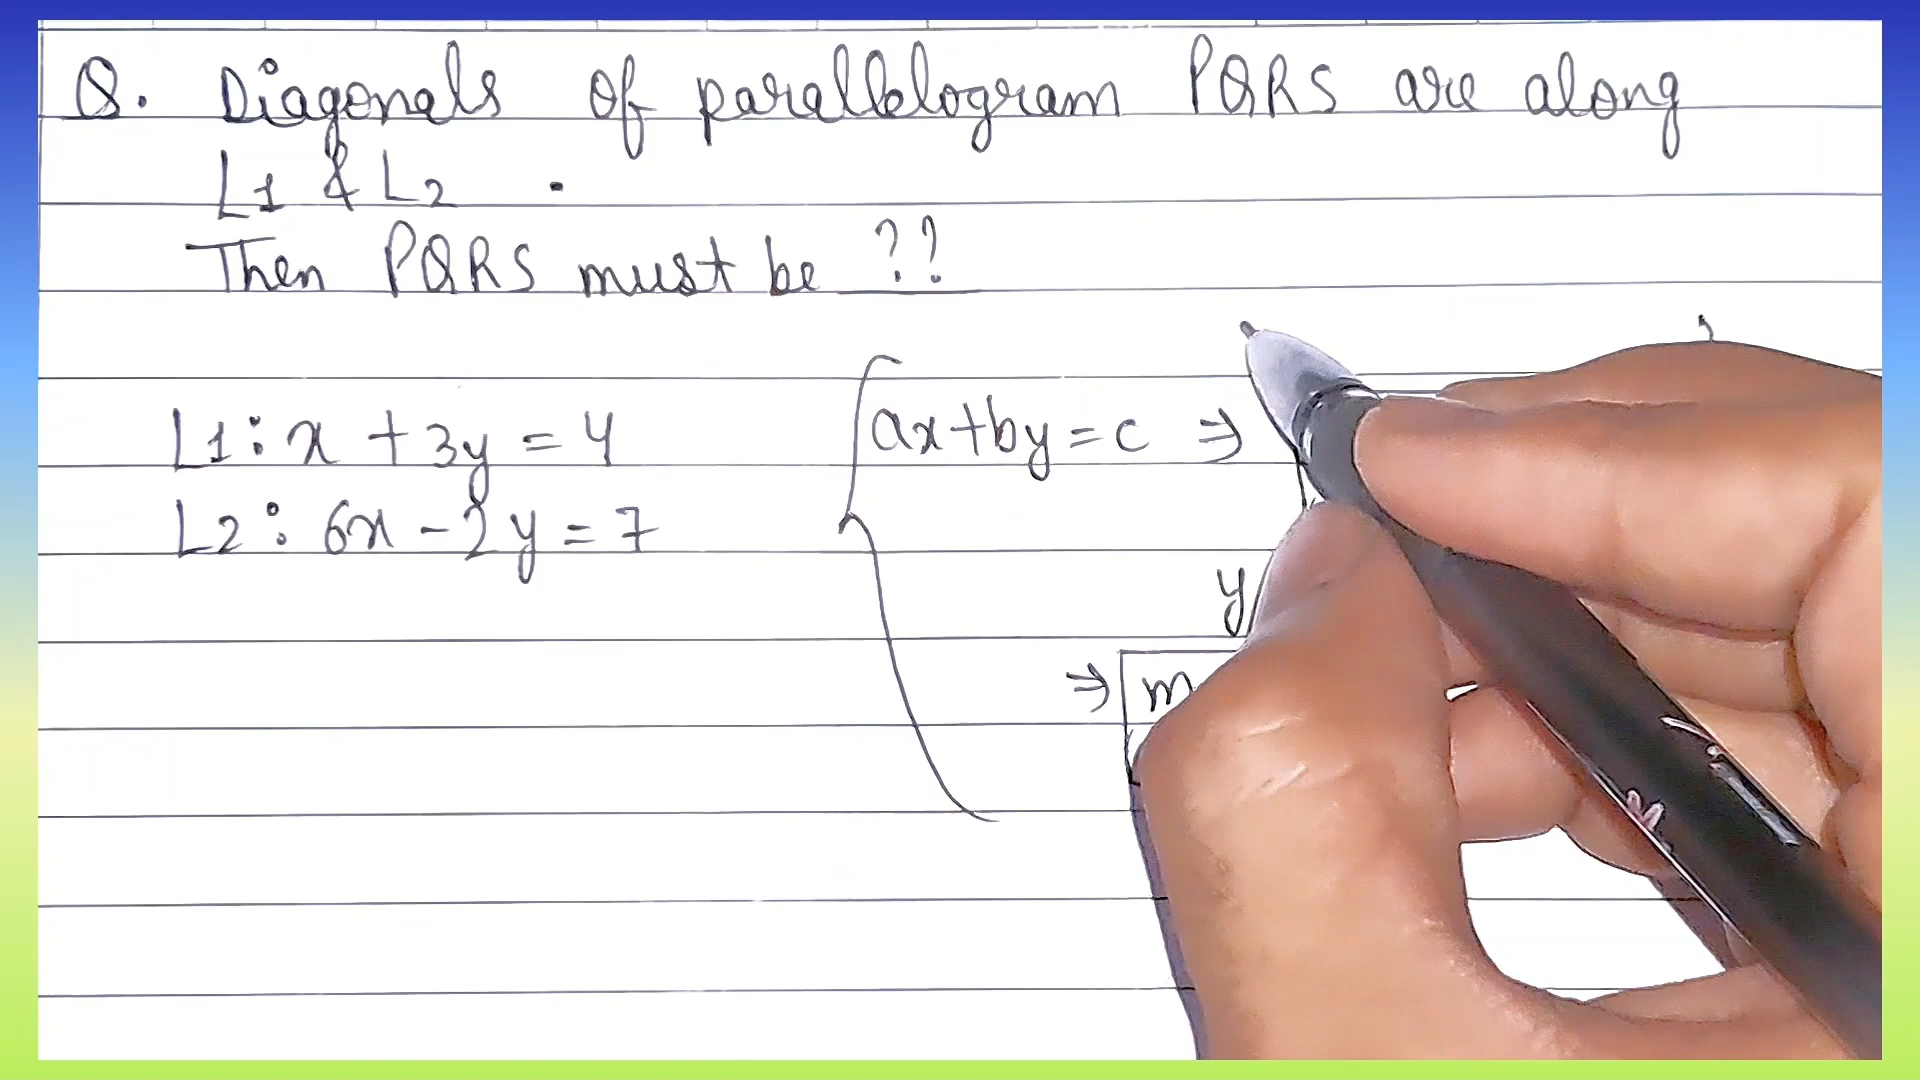 Q. Diagonals of parallelogram PQRS are along
L1 & L2 .
Then PQRS must be ??
L1: x + 3y = 4
L2: 6x - 2y = 7
ax+by=c ⇒
y
⇒ m